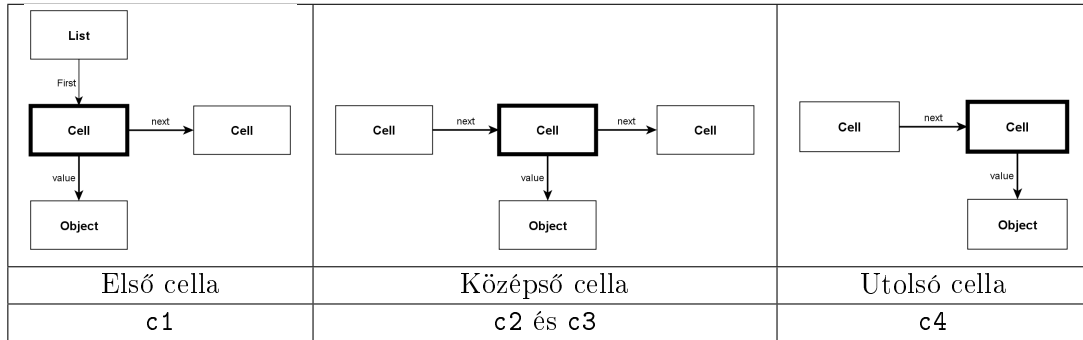 List
First
Cell
next
Cell
value
Object
Cell
next
Cell
next
Cell
value
Object
Cell
next
Cell
value
Object
Első cella
Középső cella
Utolsó cella
c1
c2 és c3
c4